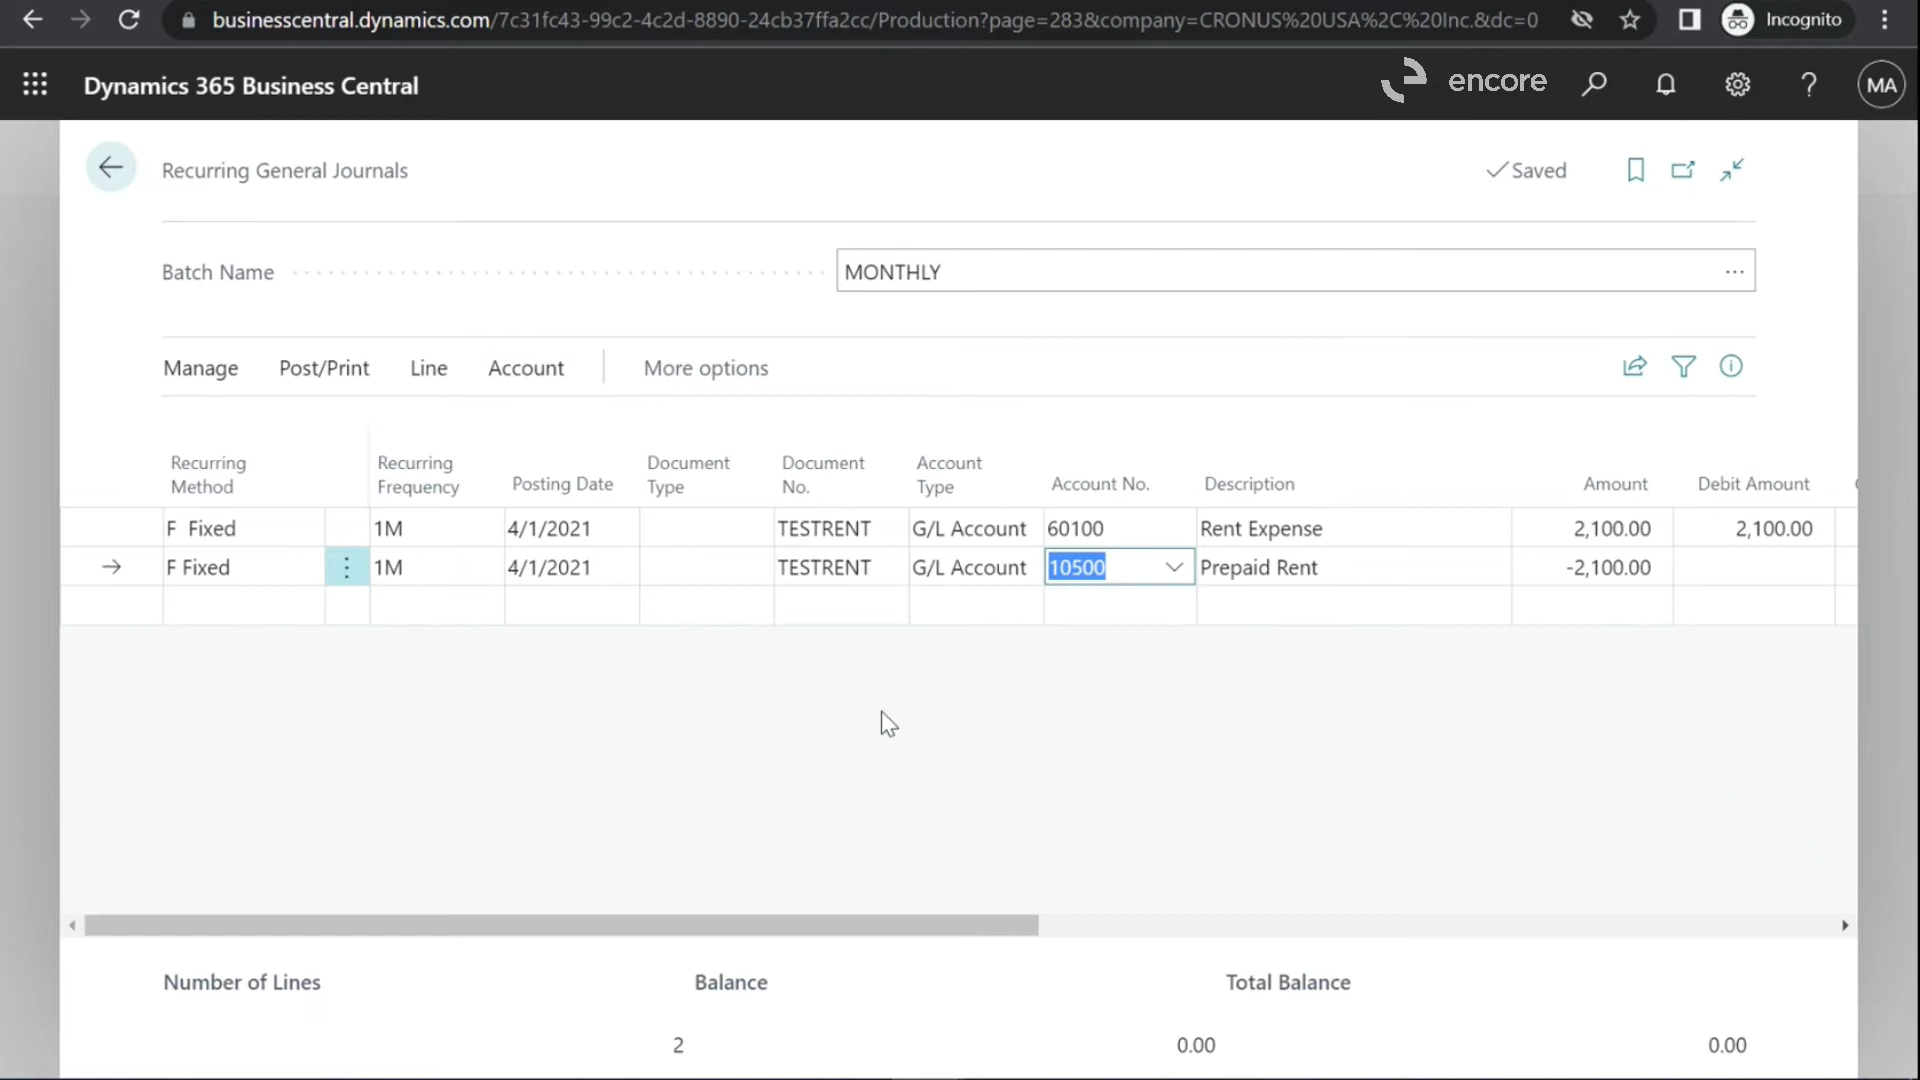 businesscentral.dynamics.com/7c31fc43-99c2-4c2d-8890-24cb37ffa2cc/Production?page=283&company=CRONUS%20USA%2C%20Inc.&dc=0
Incognito
Dynamics 365 Business Central
encore
?
MA
Recurring General Journals
Saved
Batch Name
MONTHLY
Manage Post/Print Line Account More options
Recurring Method Recurring Frequency Posting Date Document Type Document No. Account Type Account No. Description Amount Debit Amount
F Fixed 1M 4/1/2021 TESTRENT G/L Account 60100 Rent Expense 2,100.00 2,100.00
F Fixed 1M 4/1/2021 TESTRENT G/L Account 10500 Prepaid Rent -2,100.00
Number of Lines Balance Total Balance
2 0.00 0.00